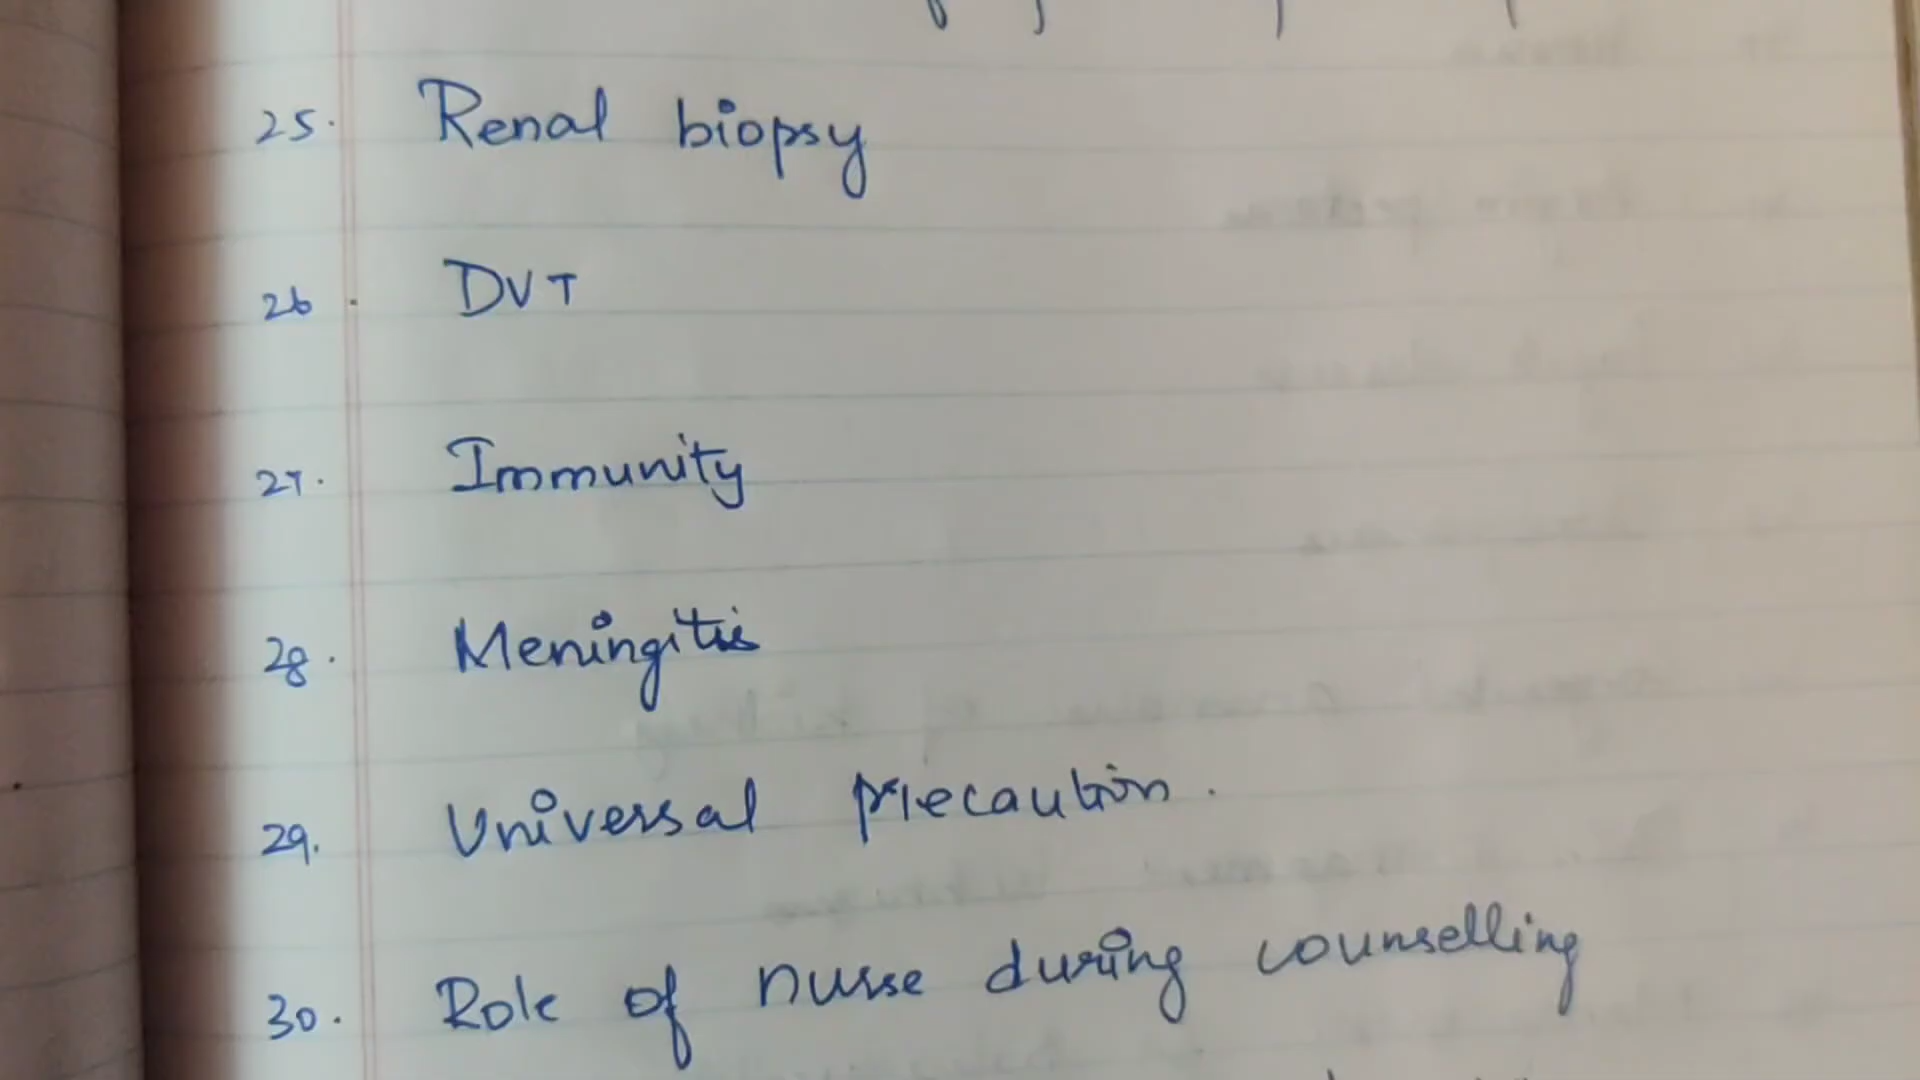 25. Renal biopsy
26. DVT
27. Immunity
28. Meningitis
29. Universal precaution.
30. Role of nurse during counselling